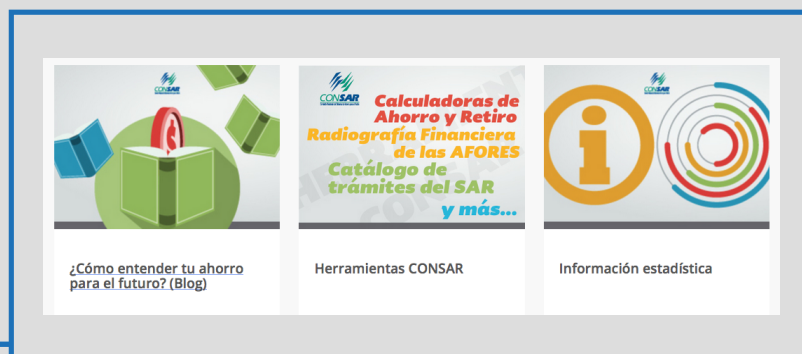 CONSAR
¿Cómo entender tu ahorro
para el futuro? (Blog)
CONSAR
Calculadoras de
Ahorro y Retiro
Radiografía Financiera
de las AFORES
Catálogo de
trámites del SAR
y más...
Herramientas CONSAR
CONSAR
Información estadística